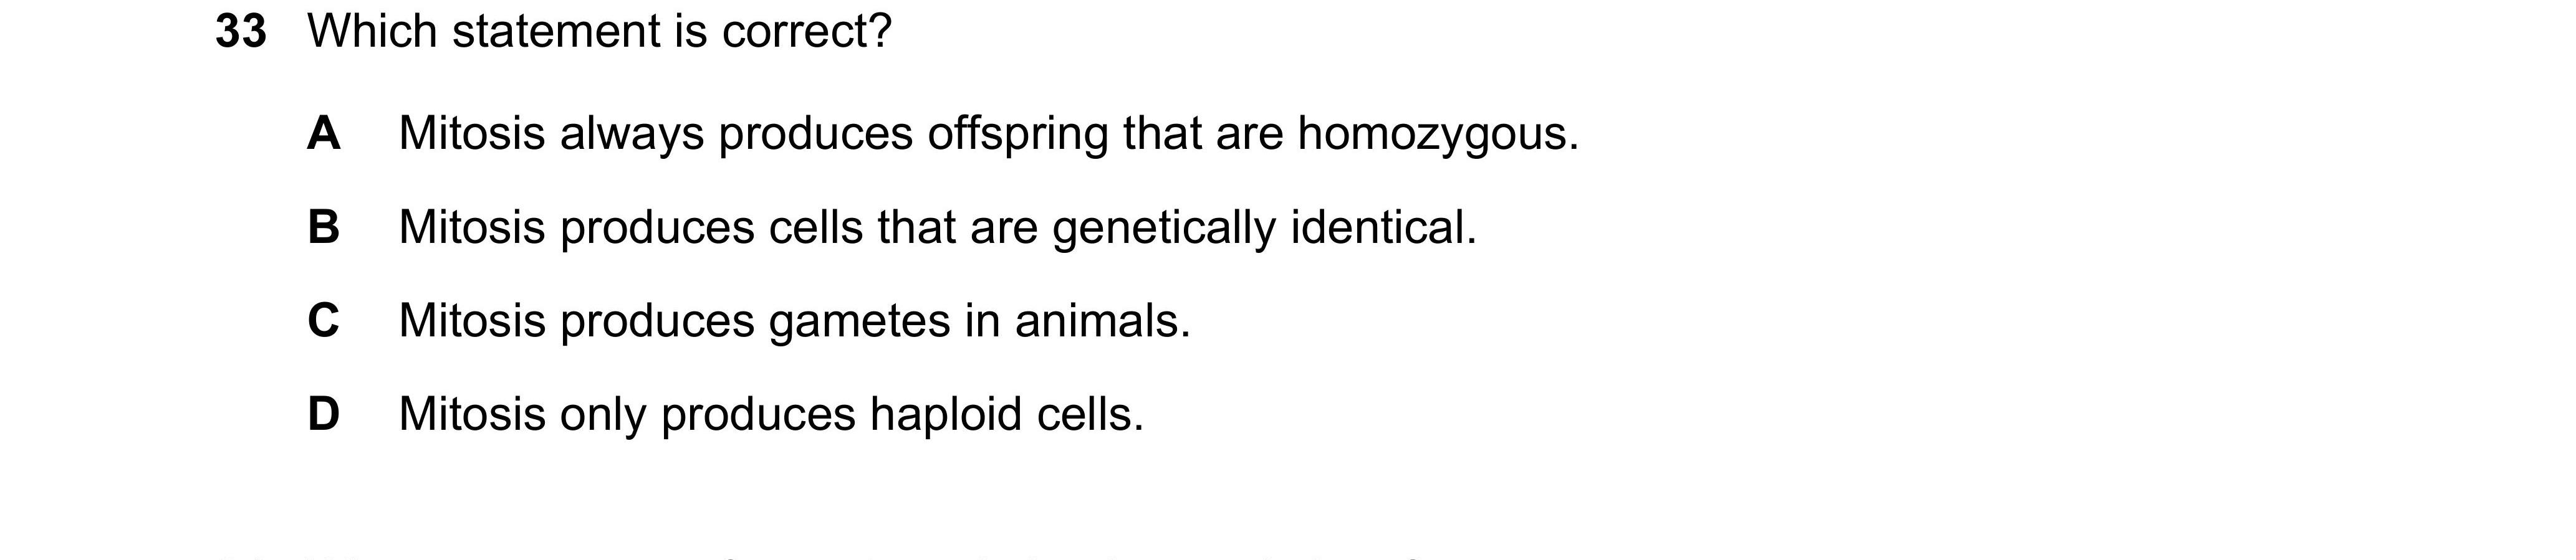 33 Which statement is correct?
A Mitosis always produces offspring that are homozygous.
B Mitosis produces cells that are genetically identical.
C Mitosis produces gametes in animals.
D Mitosis only produces haploid cells.